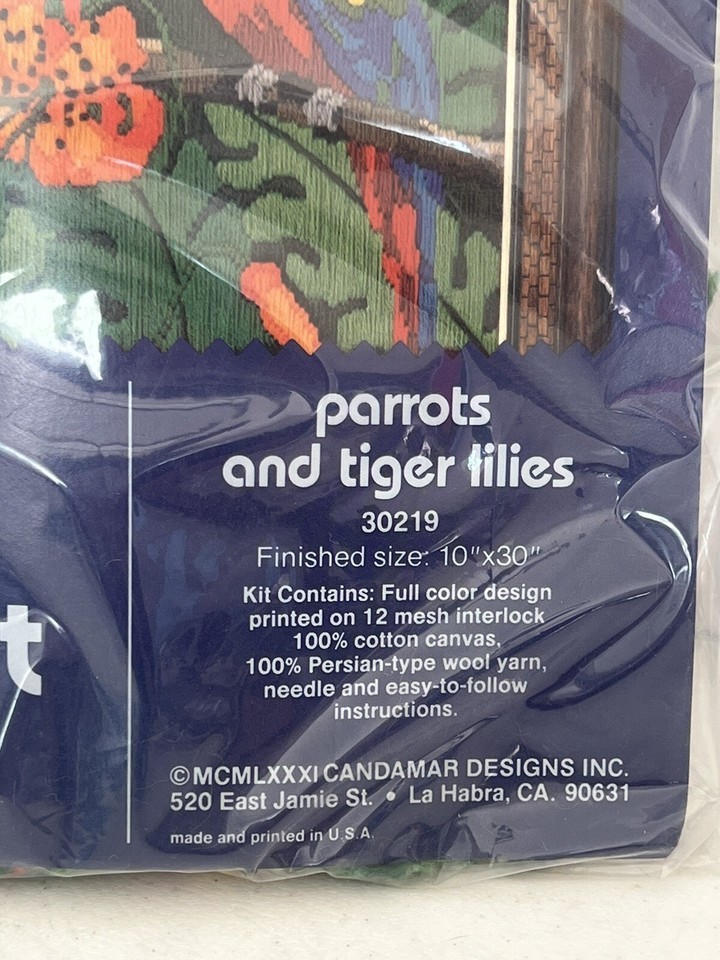 parrots
and tiger lilies
30219
Finished size: 10"x30"
Kit Contains: Full color design
printed on 12 mesh interlock
100% cotton canvas,
100% Persian-type wool yarn,
needle and easy-to-follow
instructions.
t
©MCMLXXXI CANDAMAR DESIGNS INC.
520 East Jamie St. • La Habra, CA. 90631
made and printed in U.S.A.